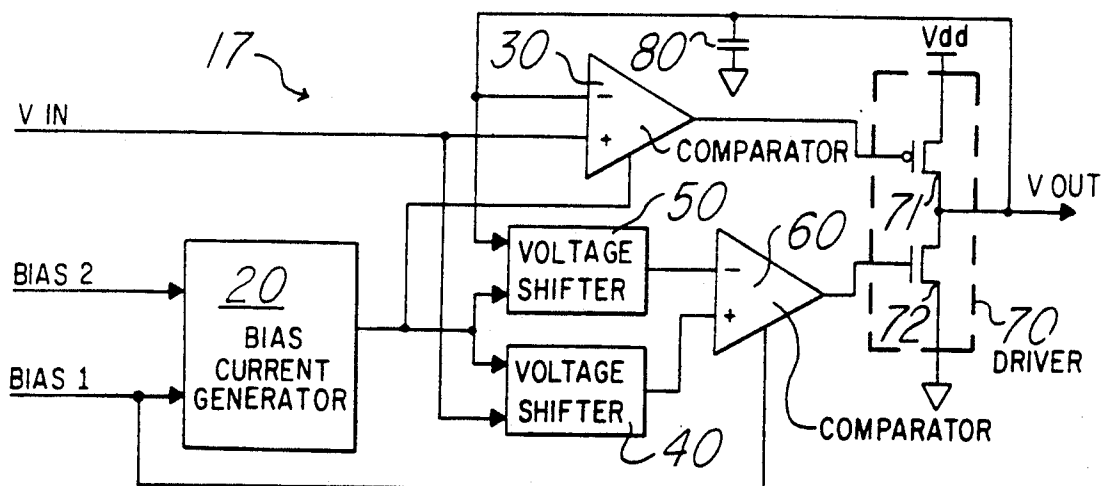 80
Vdd
17
30
V IN
-
+
COMPARATOR
71
V OUT
50
60
BIAS 2
20
VOLTAGE
SHIFTER
-
+
BIAS
CURRENT
GENERATOR
72
70
DRIVER
BIAS 1
VOLTAGE
SHIFTER
40
COMPARATOR